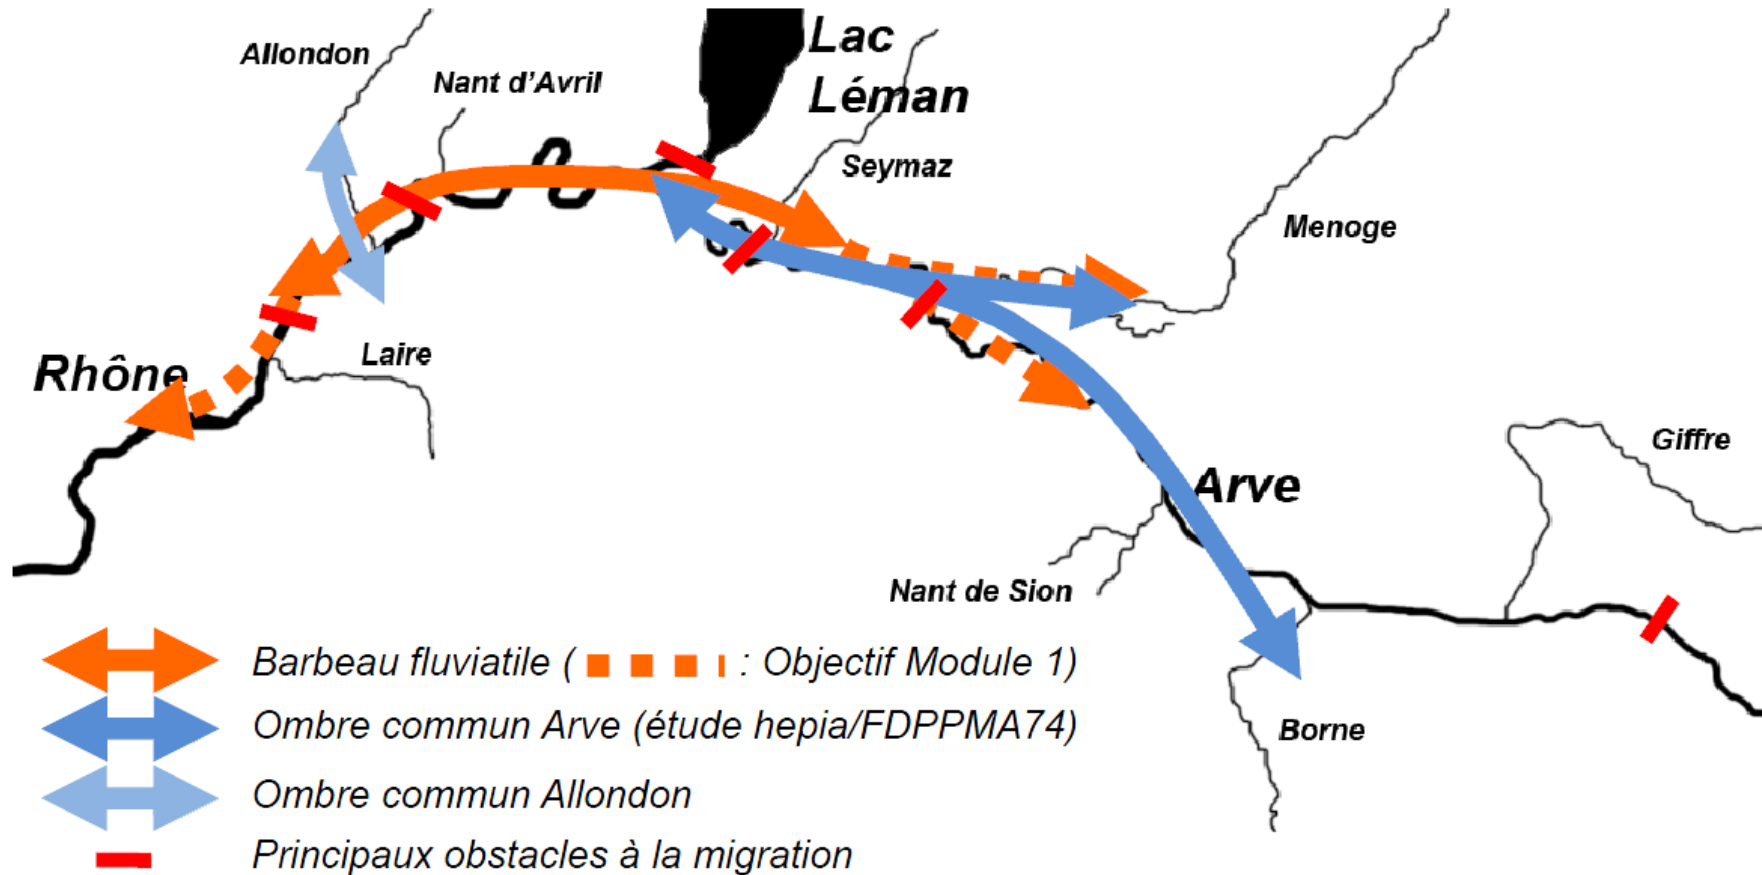 Lac
Léman
Allondon
Nant d'Avril
Seymaz
Menoge
Laire
Rhône
Giffre
Arve
Nant de Sion
Borne
Barbeau fluviatile ( : Objectif Module 1)
Ombre commun Arve (étude hepia/FDPPMA74)
Ombre commun Allondon
Principaux obstacles à la migration